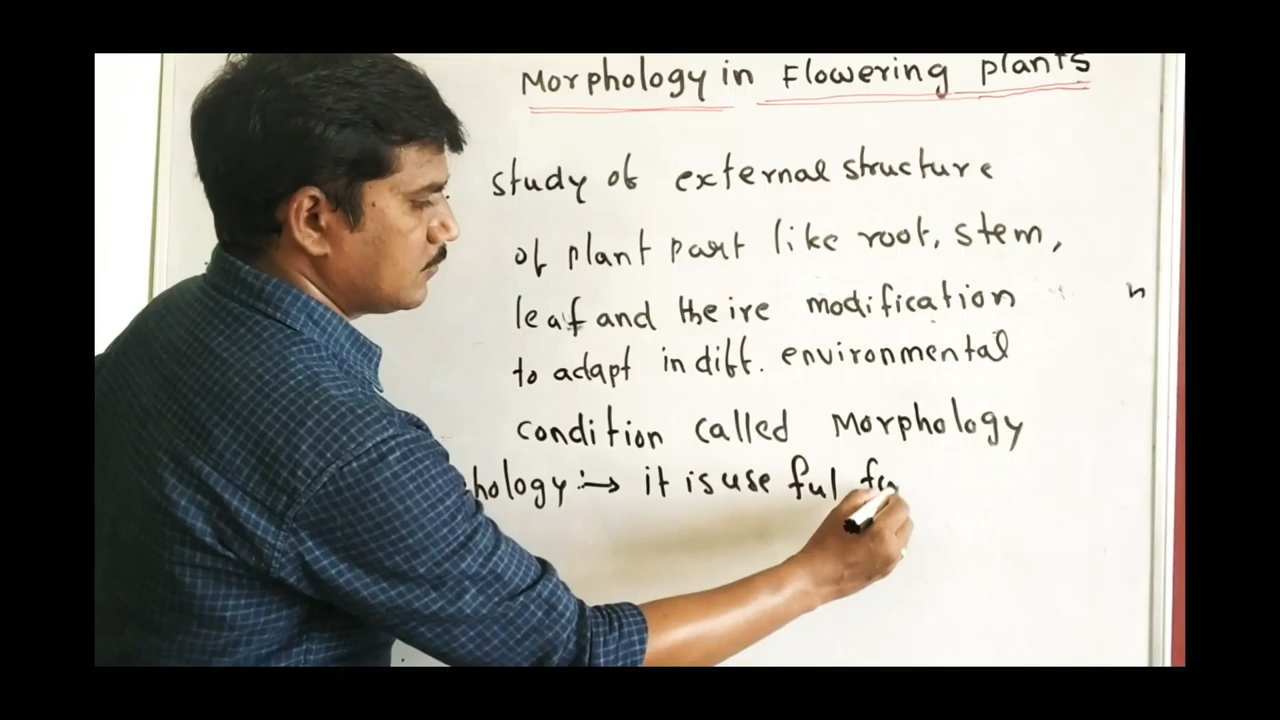 Morphology in Flowering plants
study of external structure
of plant part like root, stem,
leaf and theire modification
to adapt in diff. environmental
condition called Morphology
hology :→ it is use ful